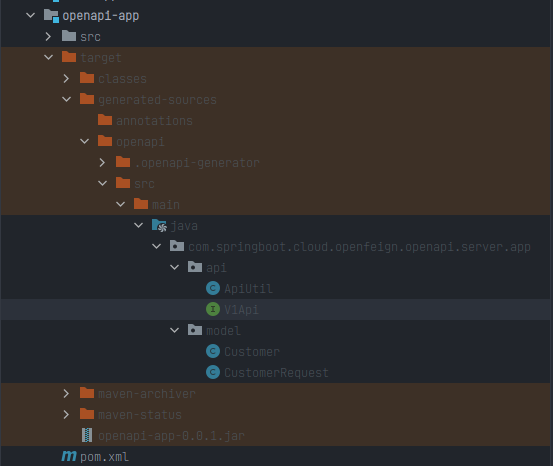 openapi-app
src
target
classes
generated-sources
annotations
openapi
.openapi-generator
src
main
java
com.springboot.cloud.openfeign.openapi.server.app
api
C ApiUtil
I V1Api
model
C Customer
C CustomerRequest
maven-archiver
maven-status
openapi-app-0.0.1.jar
m pom.xml